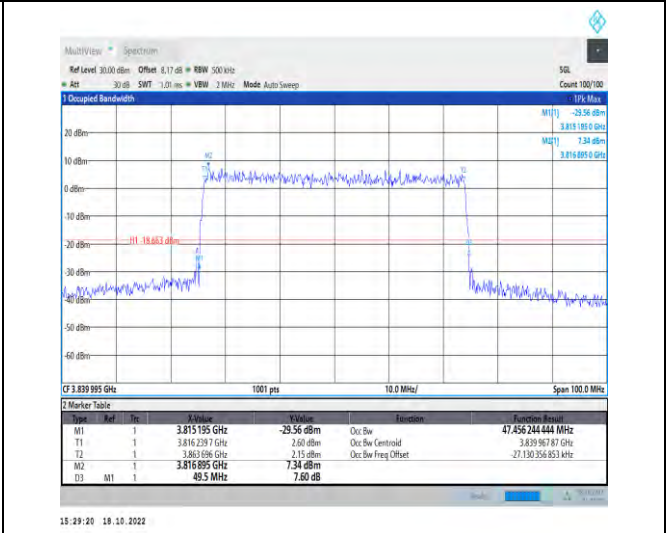 MultiView Spectrum
Ref Level 30.00 dBm Offset 8.17 dB RBW 500 kHz SGL
Att 30 dB SWT 1.01 ms VBW 2 MHz Mode Auto Sweep Count 100/100
1 Occupied Bandwidth 1Pk Max
M1[1] -29.56 dBm
3.815 195 0 GHz
20 dBm
M2[1] 7.34 dBm
3.816 895 0 GHz
10 dBm
M2
T1
T2
0 dBm
-10 dBm
H1 -18.663 dBm
-20 dBm
M1
-30 dBm
-40 dBm
-50 dBm
-60 dBm
CF 3.839 995 GHz 1001 pts 10.0 MHz/ Span 100.0 MHz
2 Marker Table
Type Ref Trc X-Value Y-Value Function Function Result
M1 1 3.815 195 GHz -29.56 dBm Occ Bw 47.456 244 444 MHz
T1 1 3.816 239 7 GHz 2.60 dBm Occ Bw Centroid 3.839 967 87 GHz
T2 1 3.863 696 GHz 2.15 dBm Occ Bw Freq Offset -27.130 356 853 kHz
M2 1 3.816 895 GHz 7.34 dBm
D3 M1 1 49.5 MHz 7.60 dB
15:29:20 18.10.2022